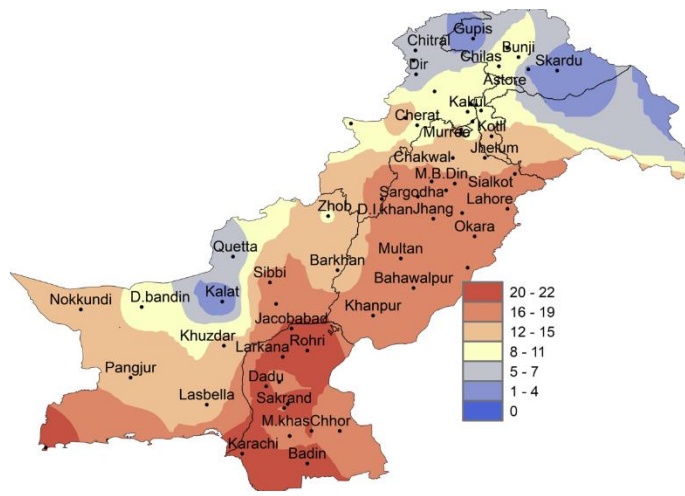 Gupis
Chitral
Bunji
Chilas
Dir
Skardu
Astore
Kakul
Cherat
Murree
Kotli
Jhelum
Chakwal
M.B.Din
Sialkot
Sargodha
Zhob
D.I.khan
Jhang
Lahore
Okara
Quetta
Multan
Barkhan
Sibbi
Bahawalpur
Nokkundi
D.bandin
Kalat
Khanpur
Jacobabad
Khuzdar
Larkana
Rohri
Pangjur
Dadu
Lasbella
Sakrand
M.khas
Chhor
Karachi
Badin
20 - 22
16 - 19
12 - 15
8 - 11
5 - 7
1 - 4
0